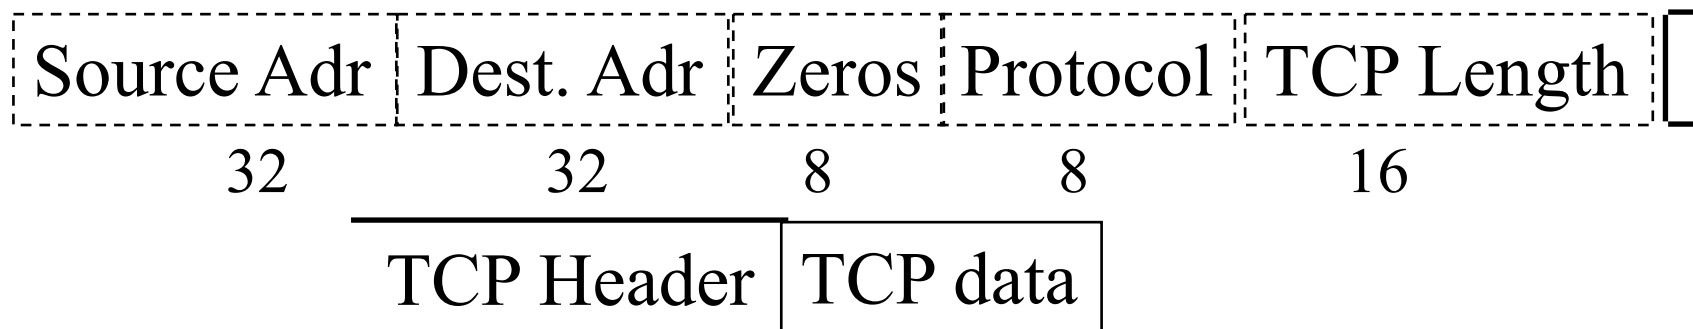 Source Adr Dest. Adr Zeros Protocol TCP Length
32 32 8 8 16
TCP Header TCP data